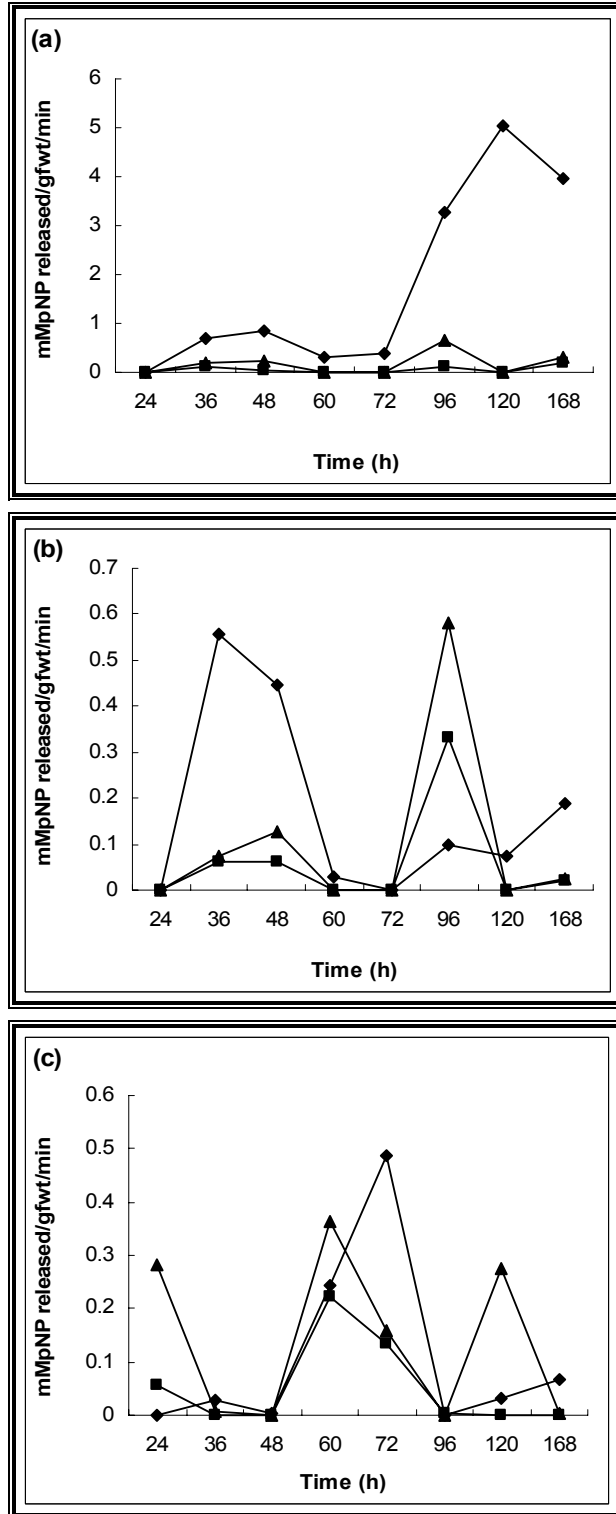 (a)
mMpNP released/gfwt/min
6
5
4
3
2
1
0
24 36 48 60 72 96 120 168
Time (h)
(b)
mMpNP released/gfwt/min
0.7
0.6
0.5
0.4
0.3
0.2
0.1
0
24 36 48 60 72 96 120 168
Time (h)
(c)
mMpNP released/gfwt/min
0.6
0.5
0.4
0.3
0.2
0.1
0
24 36 48 60 72 96 120 168
Time (h)